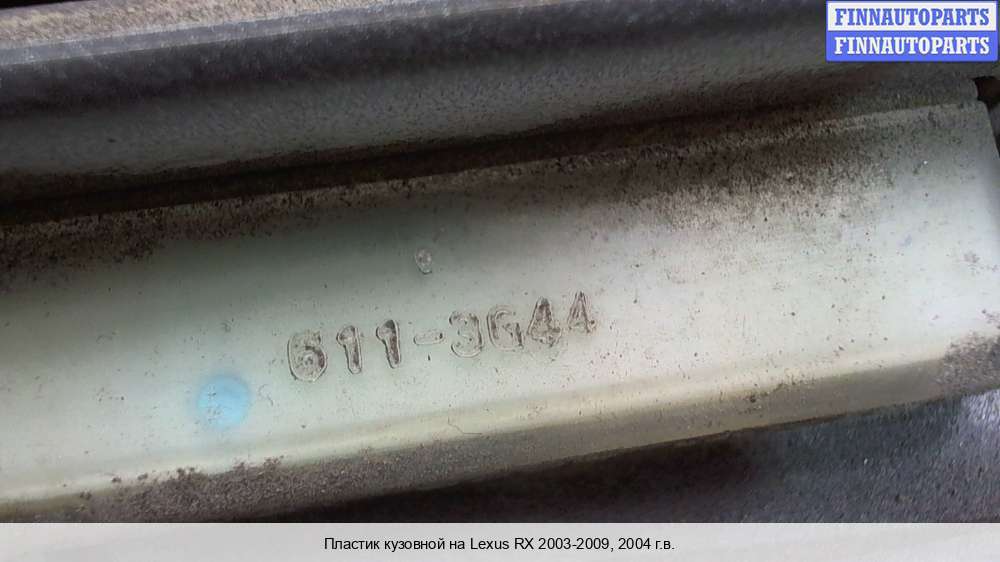 FINNAUTOPARTS
FINNAUTOPARTS
611-3G44
Пластик кузовной на Lexus RX 2003-2009, 2004 г.в.